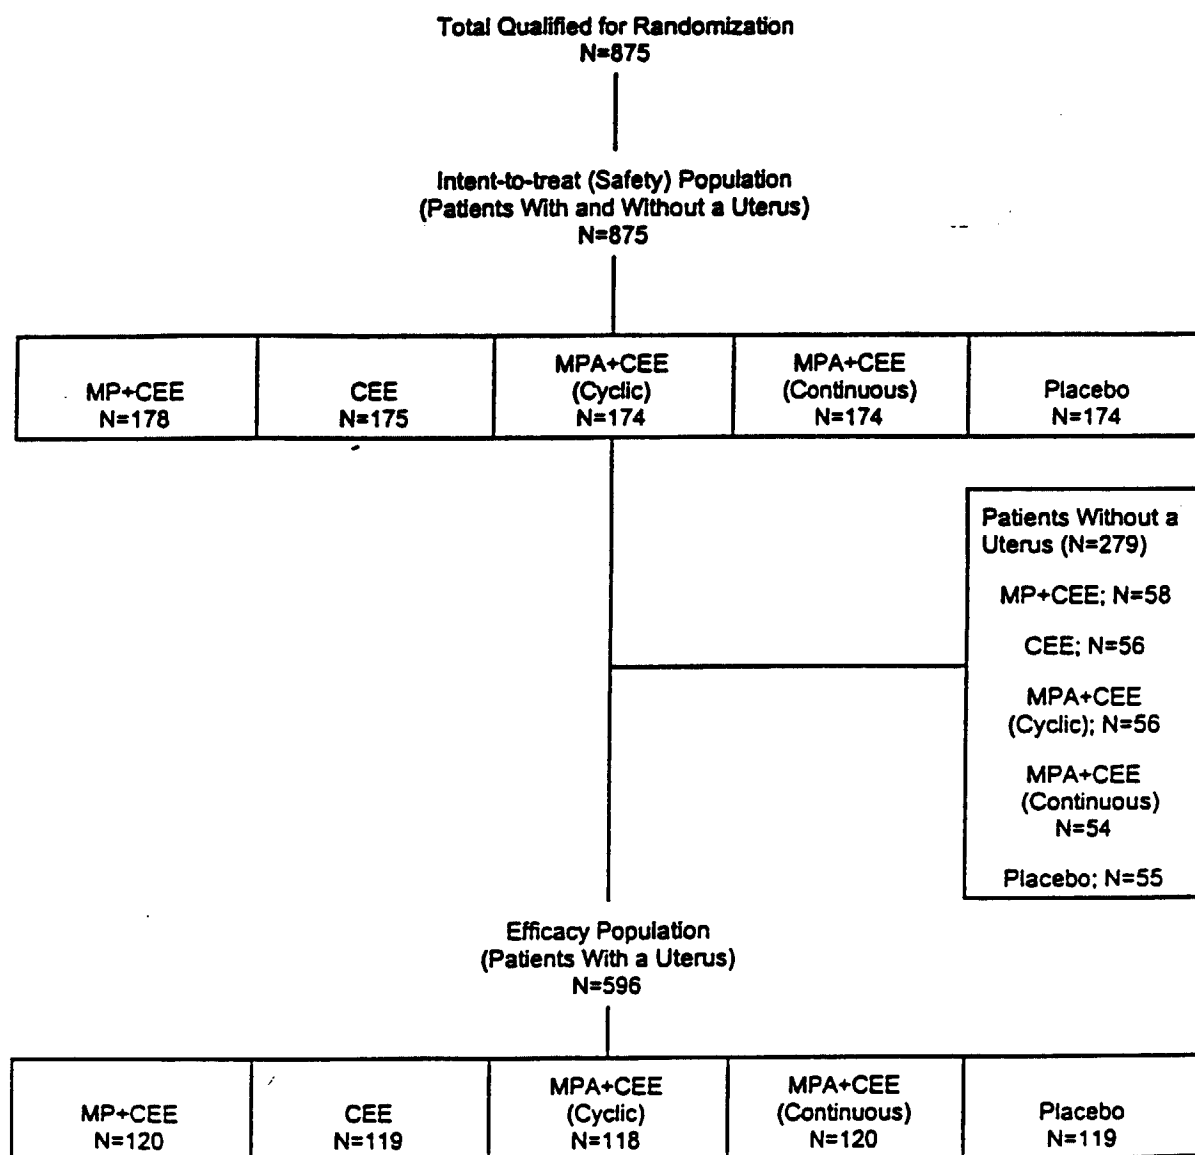 Total Qualified for Randomization
N=875
Intent-to-treat (Safety) Population
(Patients With and Without a Uterus)
N=875
MP+CEE
N=178
CEE
N=175
MPA+CEE
(Cyclic)
N=174
MPA+CEE
(Continuous)
N=174
Placebo
N=174
Patients Without a
Uterus (N=279)
MP+CEE; N=58
CEE; N=56
MPA+CEE
(Cyclic); N=56
MPA+CEE
(Continuous)
N=54
Placebo; N=55
Efficacy Population
(Patients With a Uterus)
N=596
MP+CEE
N=120
CEE
N=119
MPA+CEE
(Cyclic)
N=118
MPA+CEE
(Continuous)
N=120
Placebo
N=119